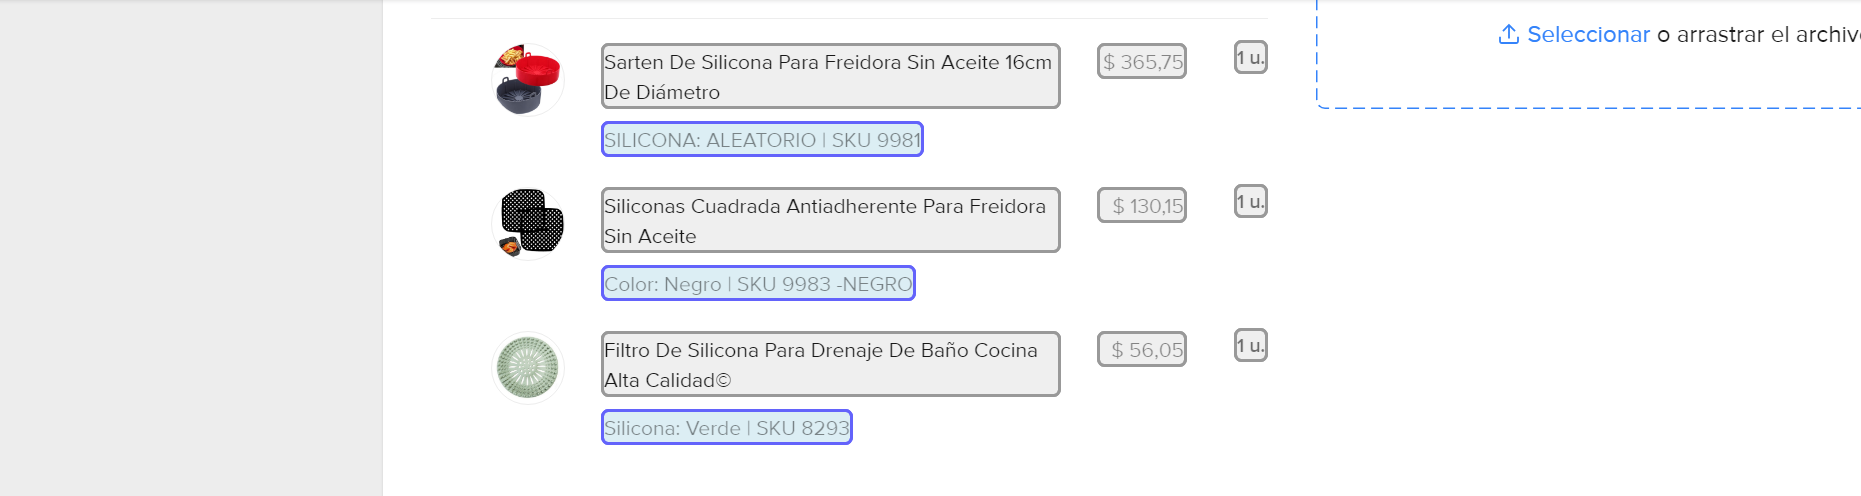 Sarten De Silicona Para Freidora Sin Aceite 16cm
De Diámetro
$ 365,75
1 u.
SILICONA: ALEATORIO | SKU 9981
Siliconas Cuadrada Antiadherente Para Freidora
Sin Aceite
$ 130,15
1 u.
Color: Negro | SKU 9983 -NEGRO
Filtro De Silicona Para Drenaje De Baño Cocina
Alta Calidad©
$ 56,05
1 u.
Silicona: Verde | SKU 8293
Seleccionar o arrastrar el archiv